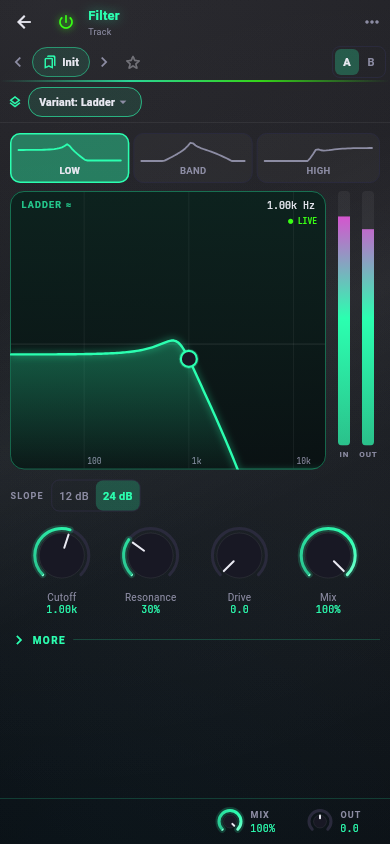 Filter
Track
Init
A B
Variant: Ladder
LOW BAND HIGH
LADDER ≈ 1.00k Hz
LIVE
100 1k 10k
IN OUT
SLOPE 12 dB 24 dB
Cutoff Resonance Drive Mix
1.00k 30% 0.0 100%
MORE
MIX OUT
100% 0.0